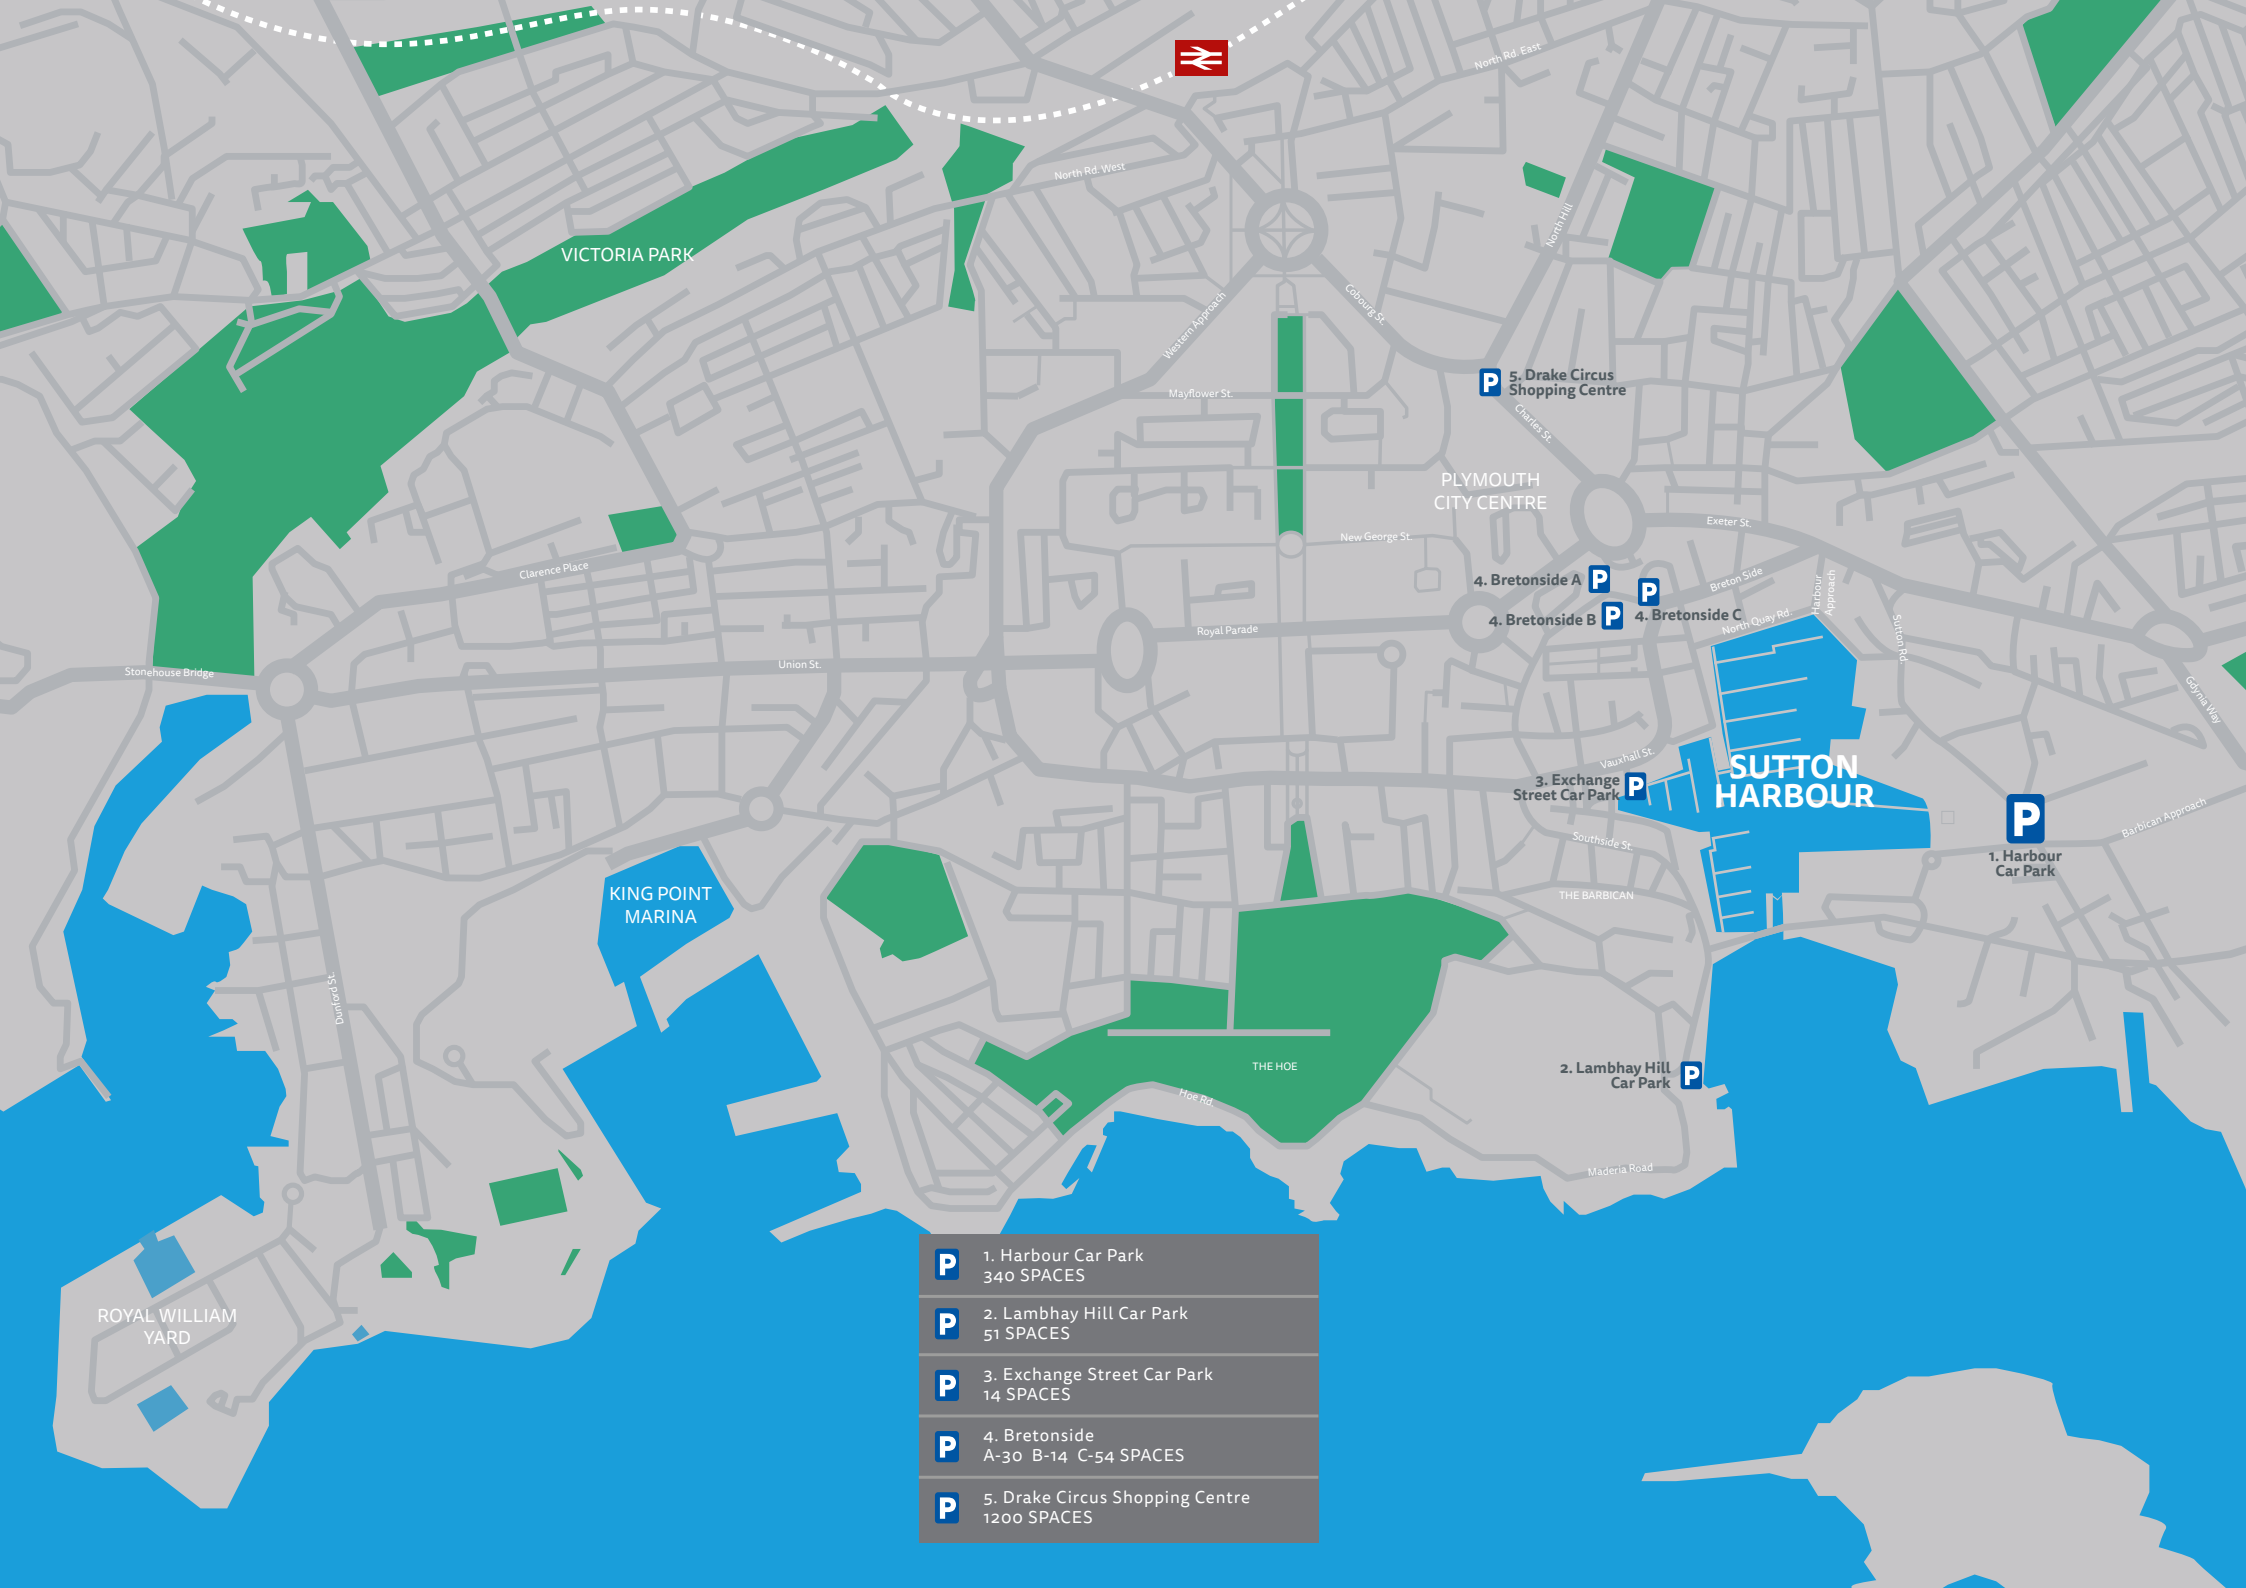 North Rd. East
North Rd. West
North Hill
VICTORIA PARK
Cobourg St.
Western Approach
P
5. Drake Circus
Shopping Centre
Mayflower St.
Charles St.
PLYMOUTH
CITY CENTRE
Exeter St.
New George St.
Clarence Place
4. Bretonside A
P
P
Breton Side
Harbour
Approach
4. Bretonside B
P
4. Bretonside C
North Quay Rd.
Sutton Rd.
Royal Parade
Union St.
Stonehouse Bridge
Gdynia Way
Vauxhall St.
SUTTON
HARBOUR
3. Exchange
Street Car Park
P
P
1. Harbour
Car Park
Barbican Approach
Southside St.
THE BARBICAN
KING POINT
MARINA
Durnford St.
THE HOE
Hoe Rd.
2. Lambhay Hill
Car Park
P
Maderia Road
ROYAL WILLIAM
YARD
P
1. Harbour Car Park
340 SPACES
P
2. Lambhay Hill Car Park
51 SPACES
P
3. Exchange Street Car Park
14 SPACES
P
4. Bretonside
A-30 B-14 C-54 SPACES
P
5. Drake Circus Shopping Centre
1200 SPACES